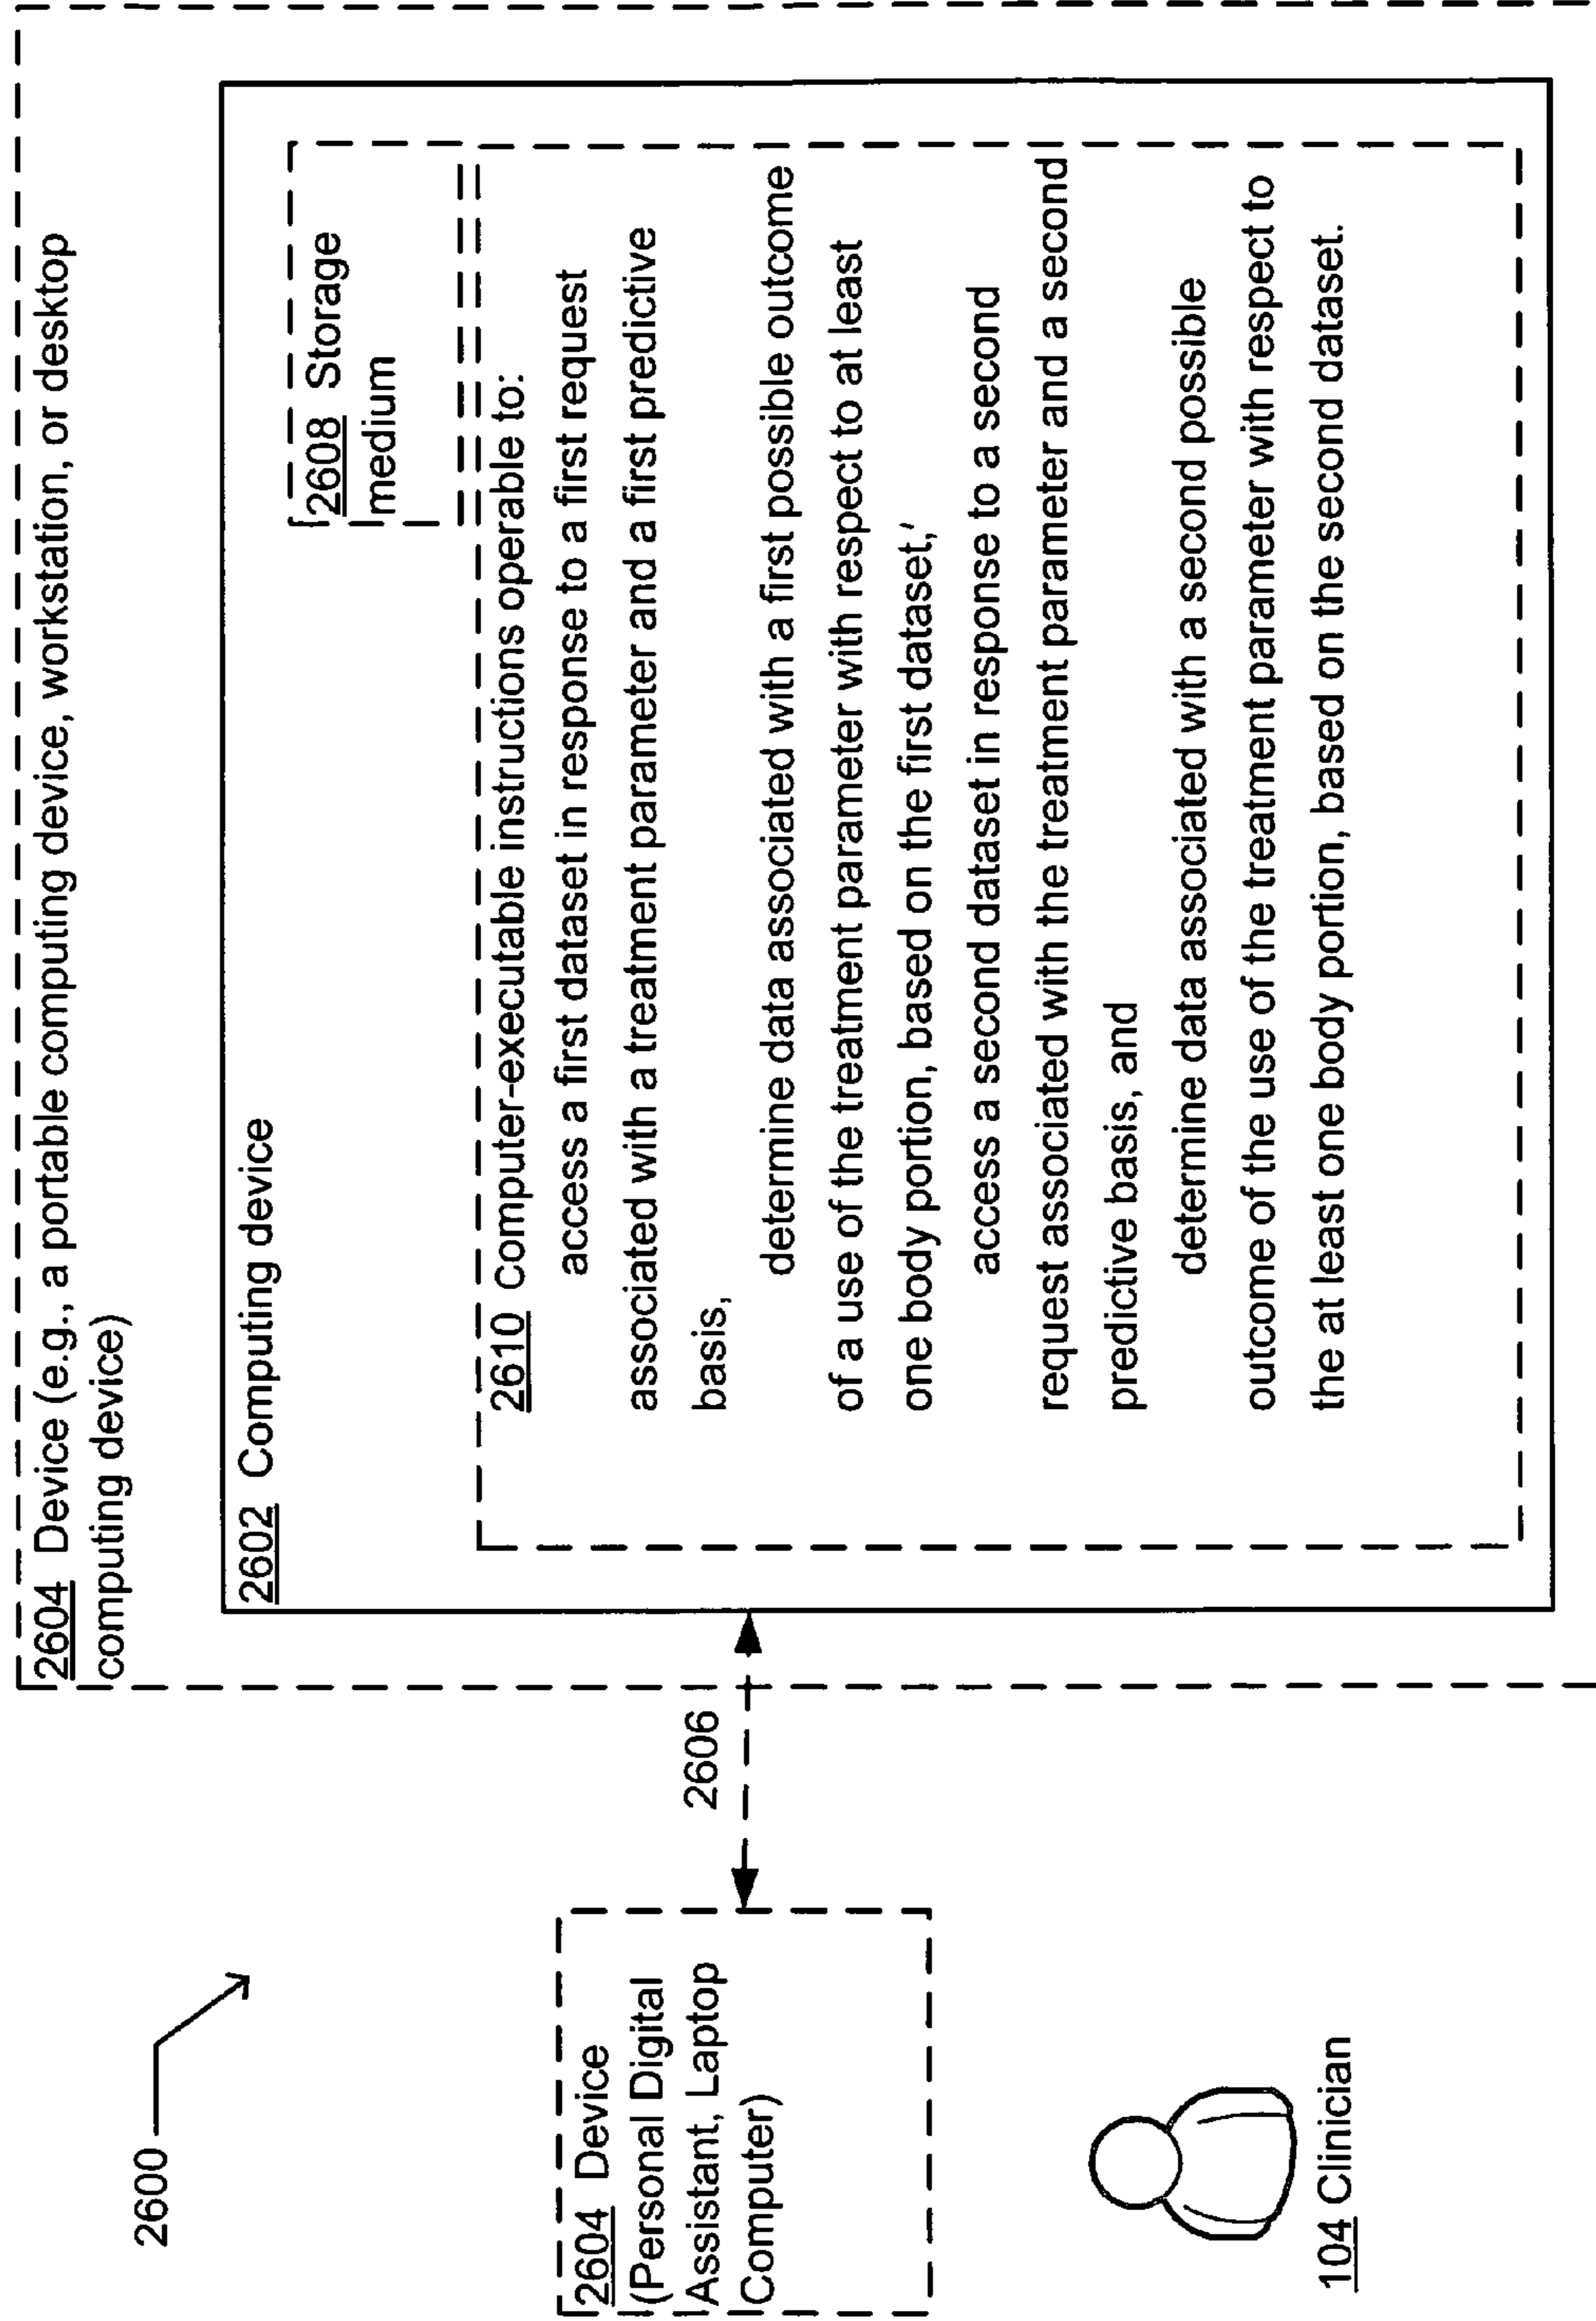 2600
2604 Device (e.g., a portable computing device, workstation, or desktop
computing device)
2602 Computing device
2608 Storage
medium
2610 Computer-executable instructions operable to:
access a first dataset in response to a first request
associated with a treatment parameter and a first predictive
basis,
determine data associated with a first possible outcome
of a use of the treatment parameter with respect to at least
one body portion, based on the first dataset,'
access a second dataset in response to a second
request associated with the treatment parameter and a second
predictive basis, and
determine data associated with a second possible
outcome of the use of the treatment parameter with respect to
the at least one body portion, based on the second dataset.
2606
2604 Device
(Personal Digital
Assistant, Laptop
Computer)
104 Clinician